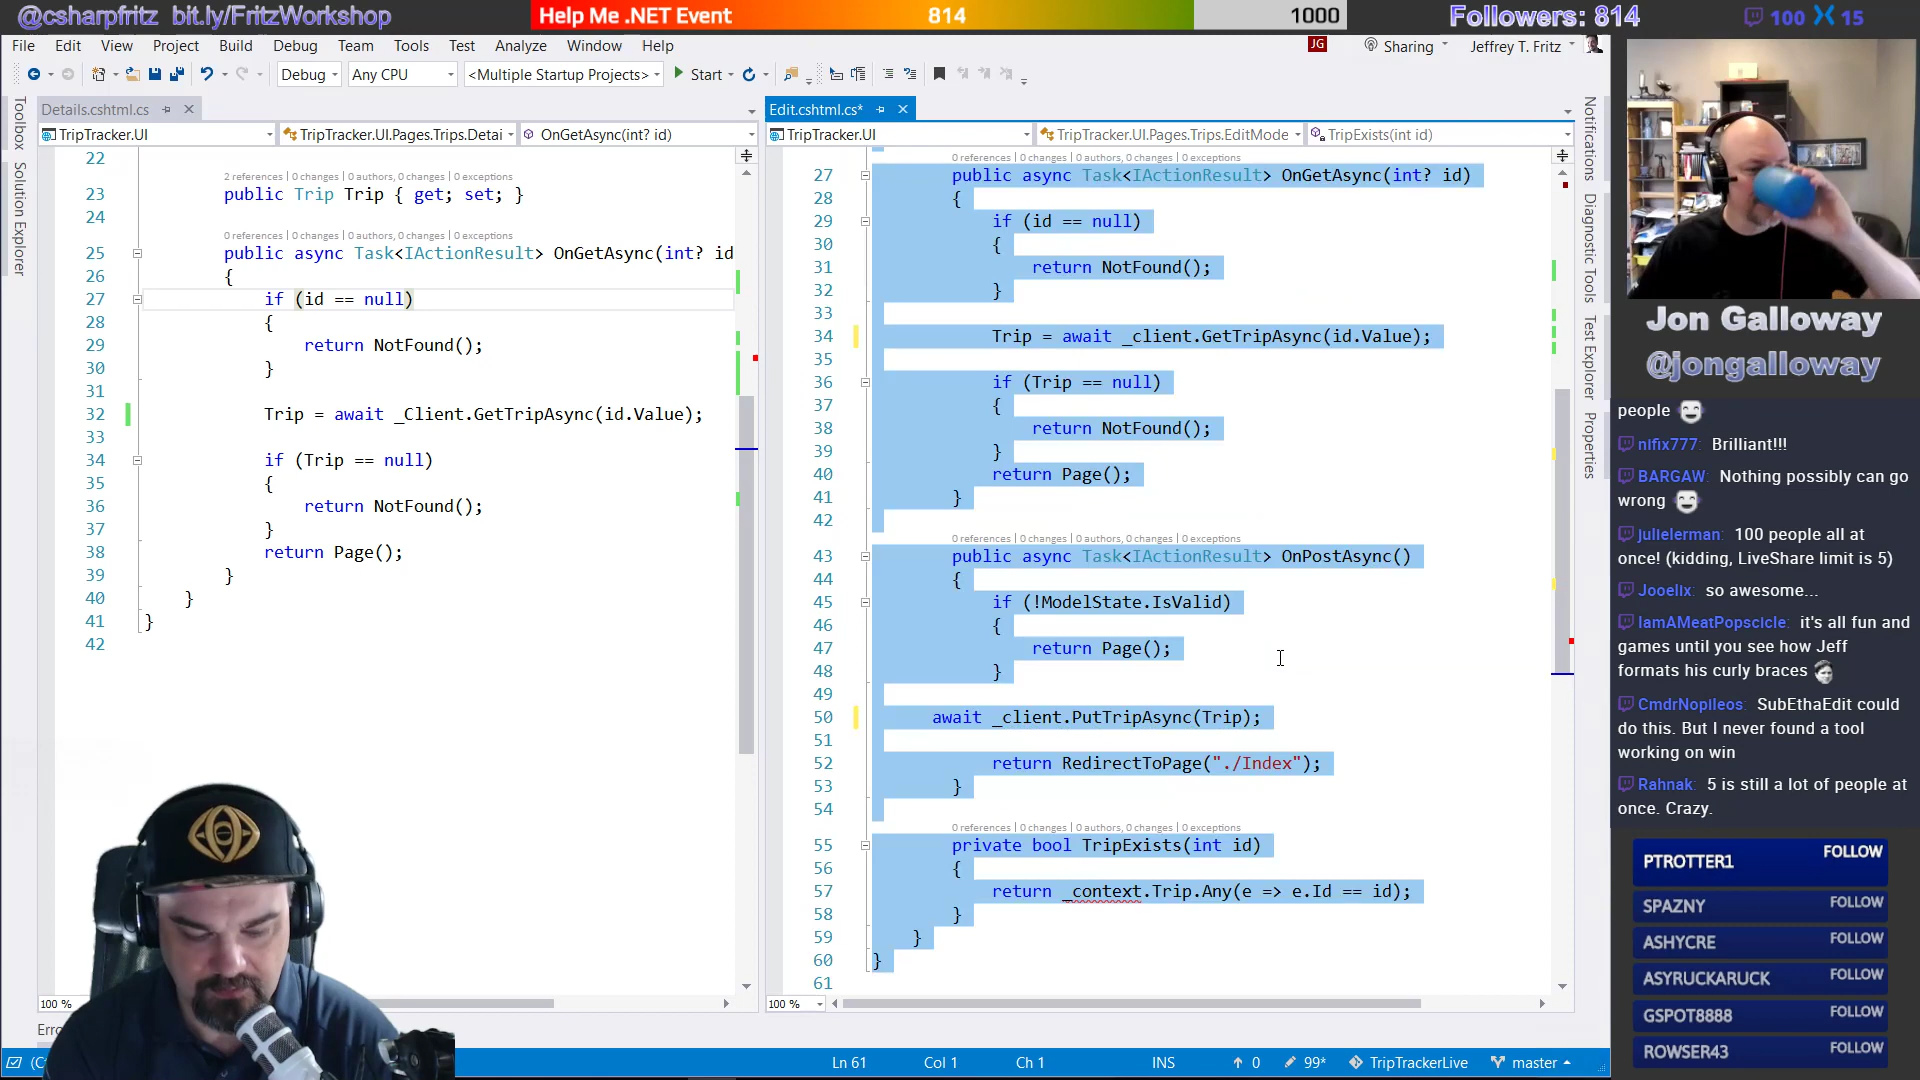 @csharpfritz bit.ly/FritzWorkshop
Help Me .NET Event
814
1000
Followers: 814
100
15
File Edit View Project Build Debug Team Tools Test Analyze Window Help
JG
Sharing
Jeffrey T. Fritz
Debug
Any CPU
<Multiple Startup Projects>
Start
Toolbox
Solution Explorer
Details.cshtml.cs
TripTracker.UI
TripTracker.UI.Pages.Trips.Detai
OnGetAsync(int? id)
22
2 references | 0 changes | 0 authors, 0 changes | 0 exceptions
23 public Trip Trip { get; set; }
24
0 references | 0 changes | 0 authors, 0 changes | 0 exceptions
25 public async Task<IActionResult> OnGetAsync(int? id
26 {
27 if (id == null)
28 {
29 return NotFound();
30 }
31
32 Trip = await _Client.GetTripAsync(id.Value);
33
34 if (Trip == null)
35 {
36 return NotFound();
37 }
38 return Page();
39 }
40 }
41 }
42
100 %
Edit.cshtml.cs*
TripTracker.UI
TripTracker.UI.Pages.Trips.EditMode
TripExists(int id)
0 references | 0 changes | 0 authors, 0 changes | 0 exceptions
27 public async Task<IActionResult> OnGetAsync(int? id)
28 {
29 if (id == null)
30 {
31 return NotFound();
32 }
33
34 Trip = await _client.GetTripAsync(id.Value);
35
36 if (Trip == null)
37 {
38 return NotFound();
39 }
40 return Page();
41 }
42
0 references | 0 changes | 0 authors, 0 changes | 0 exceptions
43 public async Task<IActionResult> OnPostAsync()
44 {
45 if (!ModelState.IsValid)
46 {
47 return Page();
48 }
49
50 await _client.PutTripAsync(Trip);
51
52 return RedirectToPage("./Index");
53 }
54
0 references | 0 changes | 0 authors, 0 changes | 0 exceptions
55 private bool TripExists(int id)
56 {
57 return _context.Trip.Any(e => e.Id == id);
58 }
59 }
60 }
61
100 %
Notifications
Diagnostic Tools
Test Explorer
Properties
Jon Galloway
@jongalloway
people
nifix777: Brilliant!!!
BARGAW: Nothing possibly can go
wrong
julielerman: 100 people all at
once! (kidding, LiveShare limit is 5)
Jooelix: so awesome...
IamAMeatPopscicle: it's all fun and
games until you see how Jeff
formats his curly braces
CmdrNopileos: SubEthaEdit could
do this. But I never found a tool
working on win
Rahnak: 5 is still a lot of people at
once. Crazy.
PTROTTER1 FOLLOW
SPAZNY FOLLOW
ASHYCRE FOLLOW
ASYRUCKARUCK FOLLOW
GSPOT8888 FOLLOW
ROWSER43 FOLLOW
Ln 61
Col 1
Ch 1
INS
0
99*
TripTrackerLive
master